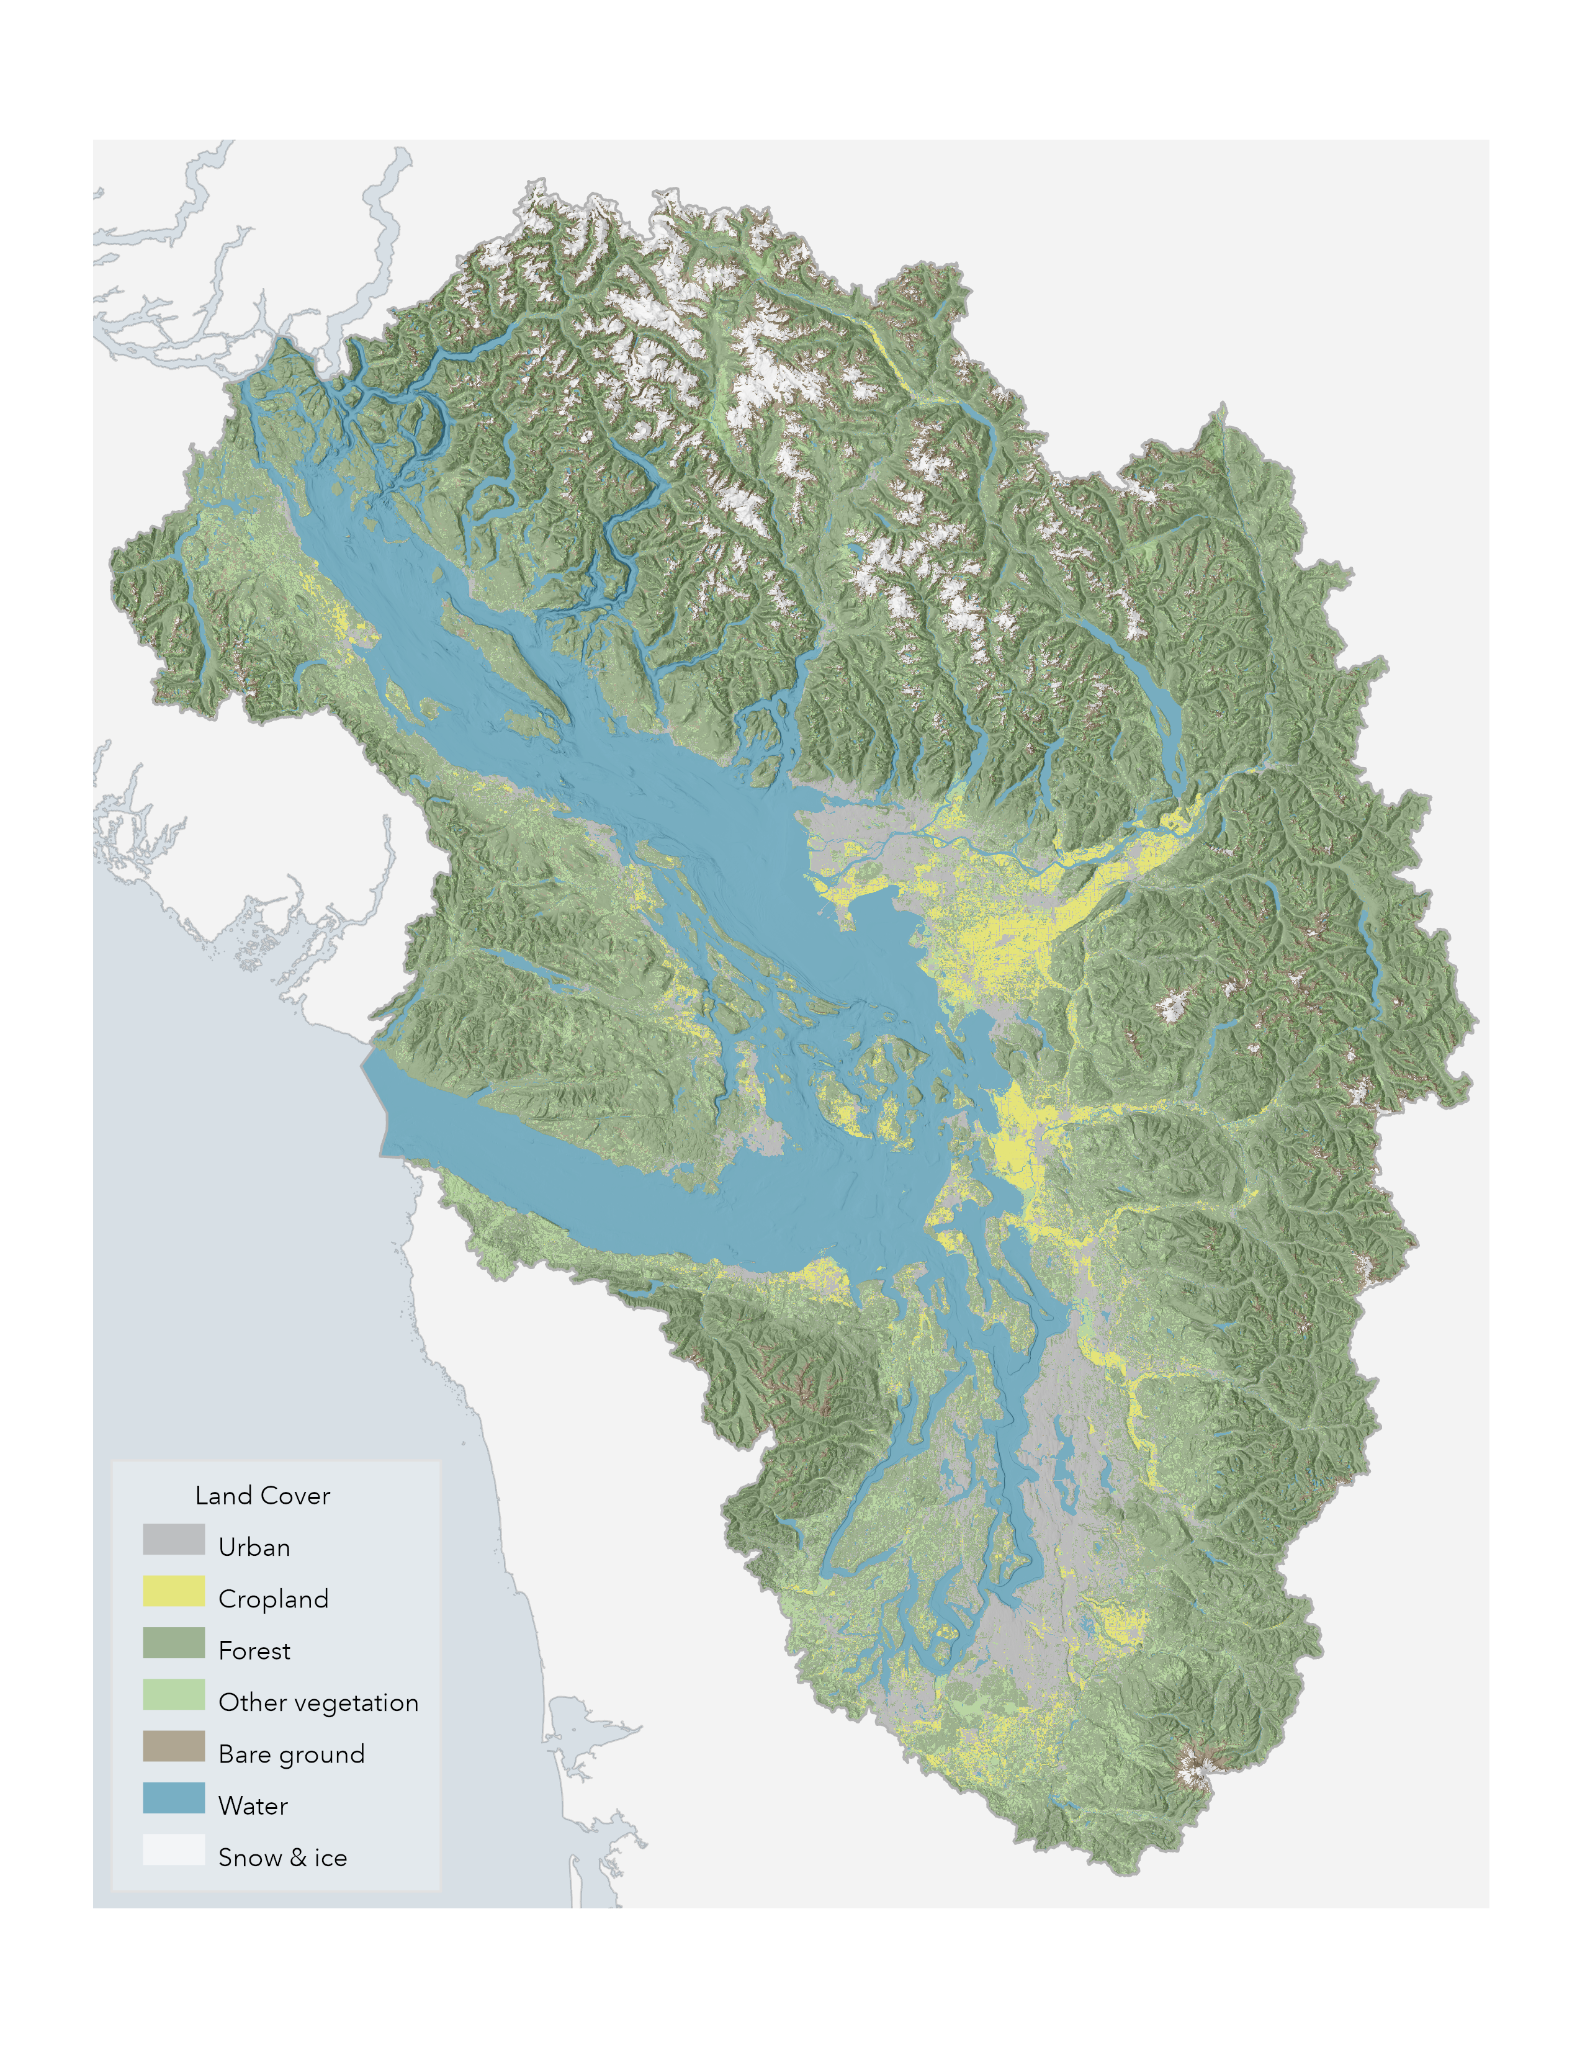 Land Cover
Urban
Cropland
Forest
Other vegetation
Bare ground
Water
Snow & ice